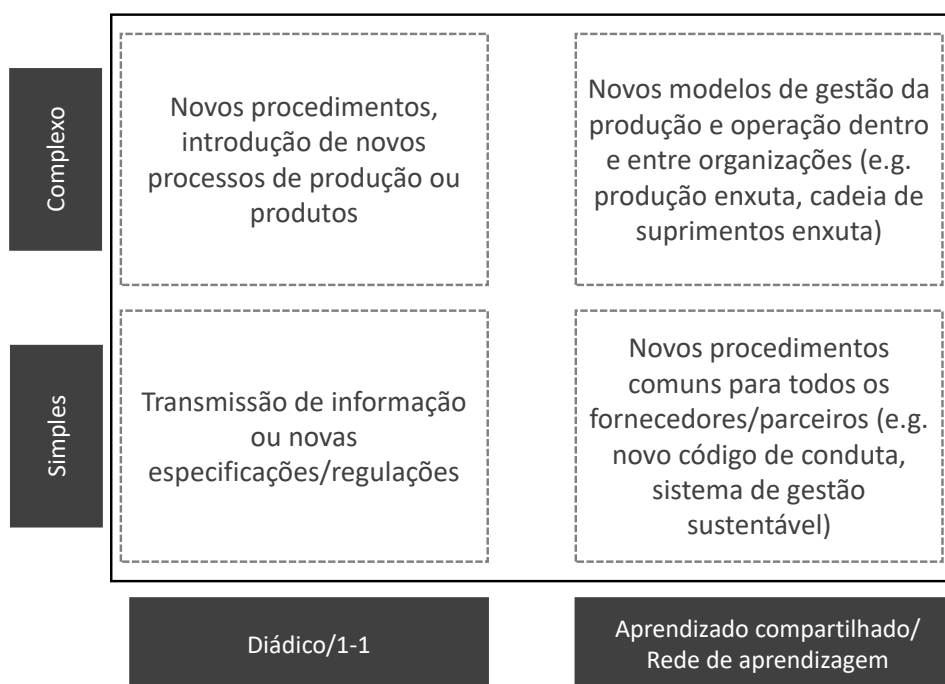 Complexo
Novos procedimentos,
introdução de novos
processos de produção ou
produtos
Novos modelos de gestão da
produção e operação dentro
e entre organizações (e.g.
produção enxuta, cadeia de
suprimentos enxuta)
Simples
Transmissão de informação
ou novas
especificações/regulações
Novos procedimentos
comuns para todos os
fornecedores/parceiros (e.g.
novo código de conduta,
sistema de gestão
sustentável)
Diádico/1-1
Aprendizado compartilhado/
Rede de aprendizagem